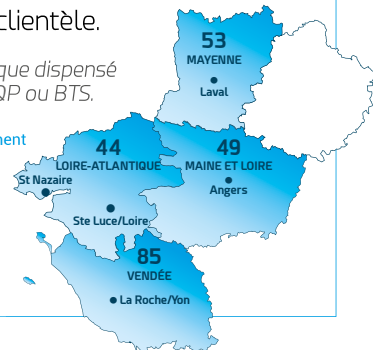 clientèle.
que dispensé
QP ou BTS.
ent
53
MAYENNE
Laval
44
LOIRE-ATLANTIQUE
St Nazaire
Ste Luce/Loire
49
MAINE ET LOIRE
Angers
85
VENDÉE
La Roche/Yon